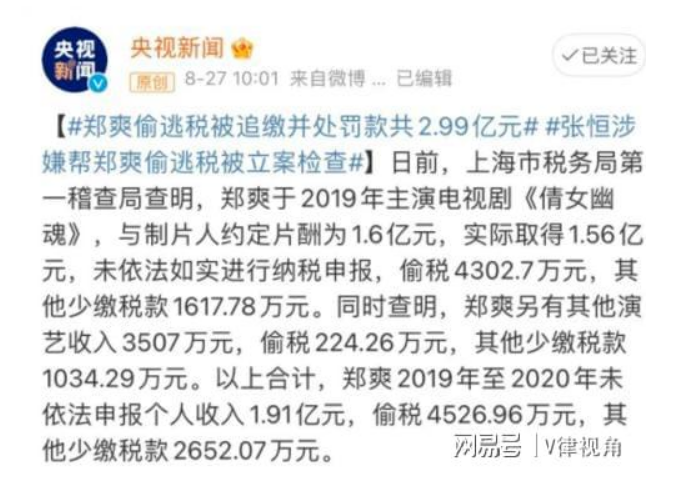 央视新闻
央视
新闻
已关注
原创 8-27 10:01 来自微博 ... 已编辑
【#郑爽偷逃税被追缴并处罚款共2.99亿元# #张恒涉
嫌帮郑爽偷逃税被立案检查#】日前，上海市税务局第
一稽查局查明，郑爽于2019年主演电视剧《倩女幽
魂》，与制片人约定片酬为1.6亿元，实际取得1.56亿
元，未依法如实进行纳税申报，偷税4302.7万元，其
他少缴税款1617.78万元。同时查明，郑爽另有其他演
艺收入3507万元，偷税224.26万元，其他少缴税款
1034.29万元。以上合计，郑爽2019年至2020年未
依法申报个人收入1.91亿元，偷税4526.96万元，其
他少缴税款2652.07万元。
网易号 | V律视角